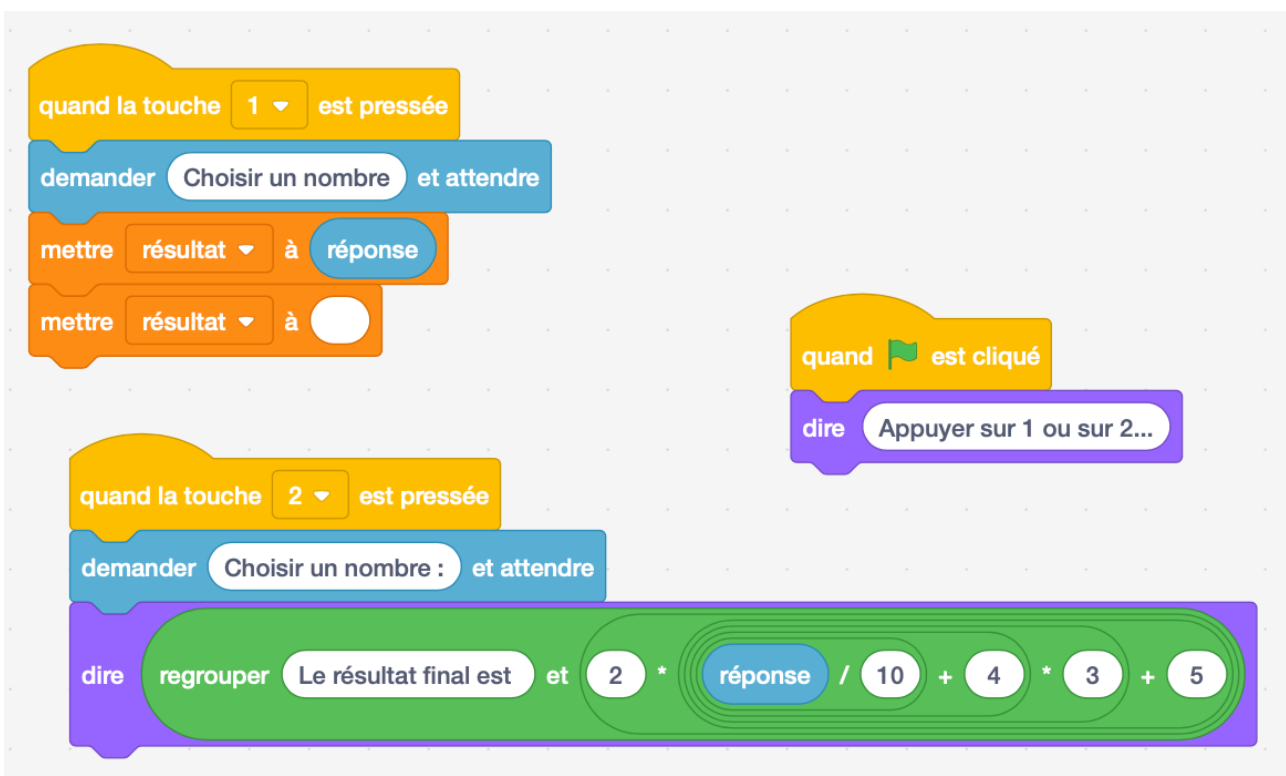 quand la touche 1 est pressée
demander Choisir un nombre et attendre
mettre résultat à réponse
mettre résultat à
quand est cliqué
dire Appuyer sur 1 ou sur 2...
quand la touche 2 est pressée
demander Choisir un nombre : et attendre
dire regrouper Le résultat final est et 2 * réponse / 10 + 4 * 3 + 5